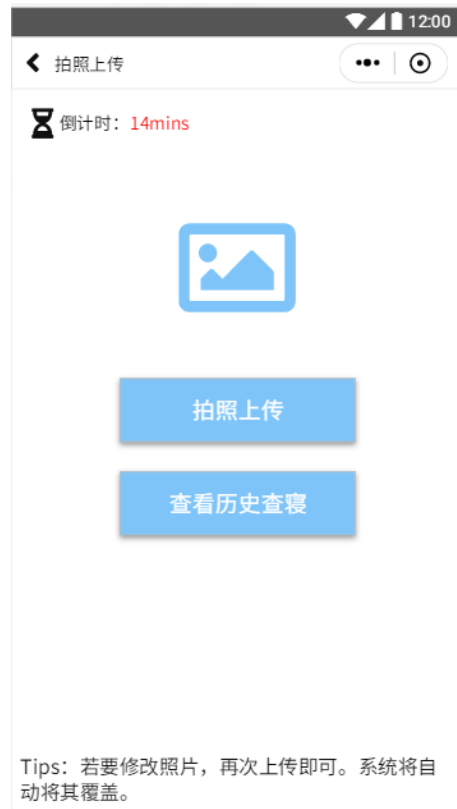 12:00
拍照上传
倒计时：14mins
拍照上传
查看历史查寝
Tips：若要修改照片，再次上传即可。系统将自
动将其覆盖。